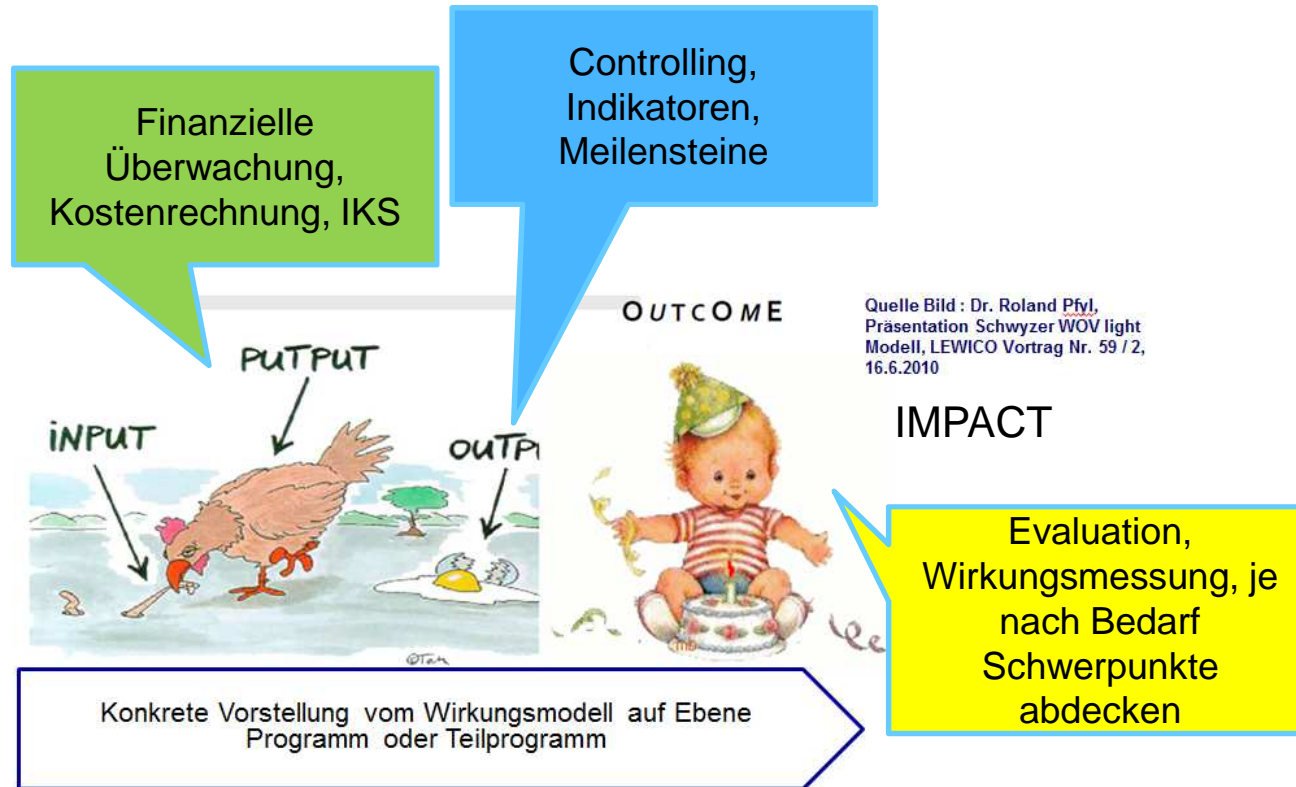 Finanzielle
Überwachung,
Kostenrechnung, IKS
Controlling,
Indikatoren,
Meilensteine
OUTCOME
Quelle Bild : Dr. Roland Pfyl,
Präsentation Schwyzer WOV light
Modell, LEWICO Vortrag Nr. 59 / 2,
16.6.2010
PUTPUT
INPUT
OUTP
IMPACT
Evaluation,
Wirkungsmessung, je
nach Bedarf
Schwerpunkte
abdecken
mb
Konkrete Vorstellung vom Wirkungsmodell auf Ebene
Programm oder Teilprogramm